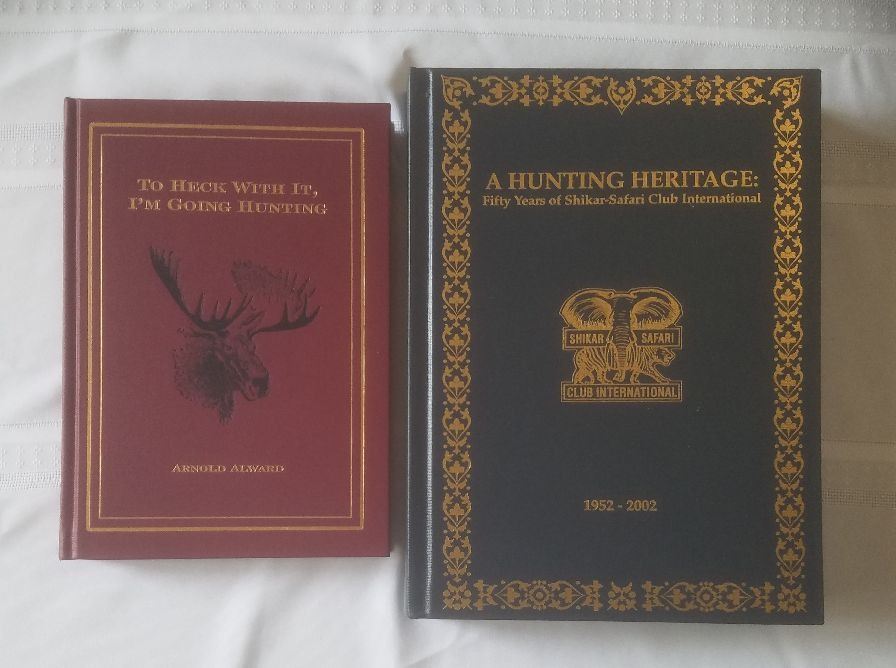 TO HECK WITH IT,
I'M GOING HUNTING
ARNOLD ALWARD
A HUNTING HERITAGE:
Fifty Years of Shikar-Safari Club International
SHIKAR SAFARI
CLUB INTERNATIONAL
1952 - 2002